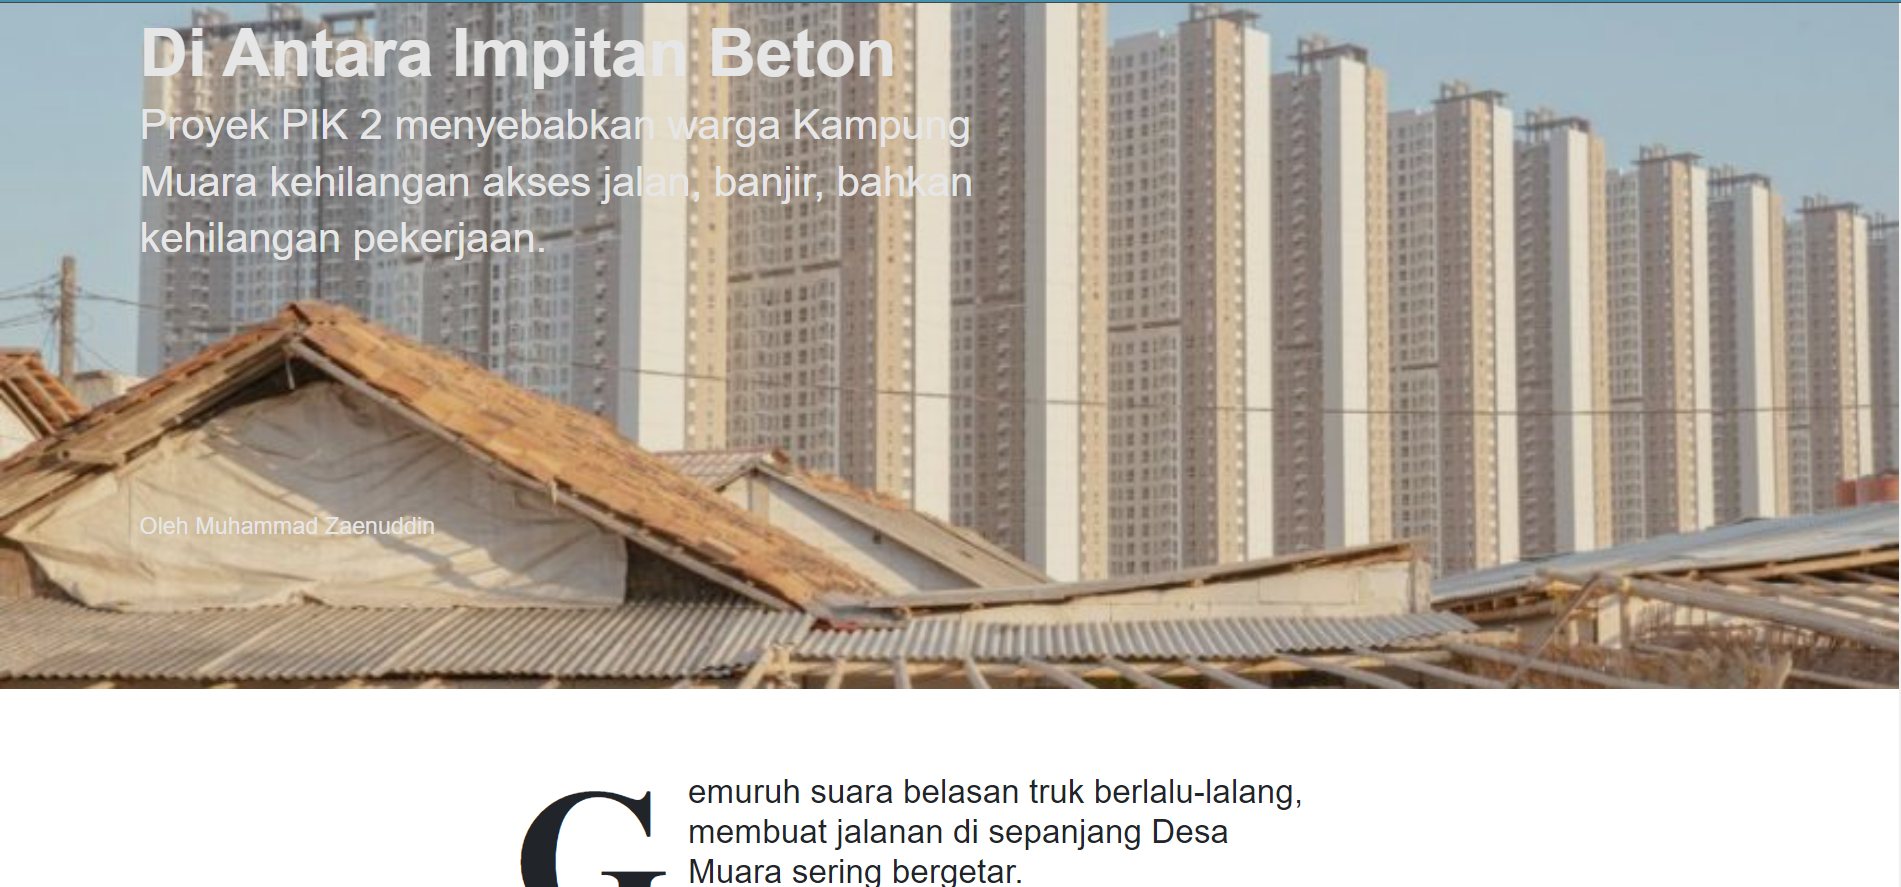 Di Antara Impitan Beton
Proyek PIK 2 menyebabkan warga Kampung
Muara kehilangan akses jalan, banjir, bahkan
kehilangan pekerjaan.
Oleh Muhammad Zaenuddin
Gemuruh suara belasan truk berlalu-lalang,
membuat jalanan di sepanjang Desa
Muara sering bergetar.